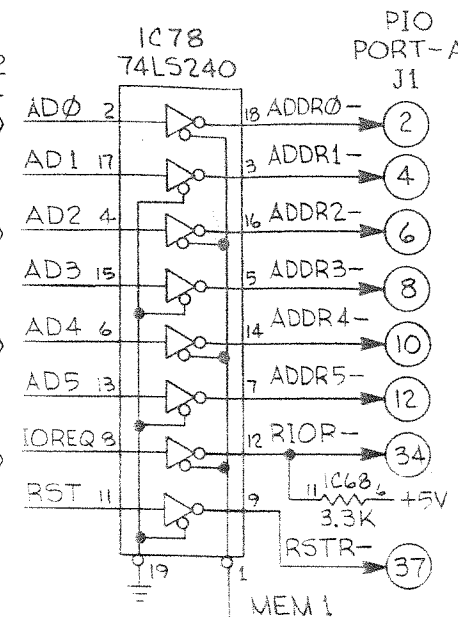 IC78
74LS240
PIO
PORT-A
J1
ADØ 2 18 ADDRØ- 2
AD1 17 3 ADDR1- 4
AD2 4 16 ADDR2- 6
AD3 15 5 ADDR3- 8
AD4 6 14 ADDR4- 10
AD5 13 7 ADDR5- 12
IOREQ 8 12 RIOR- 34
11 IC68 6 +5V
3.3K
RST 11 9 RSTR- 37
19 1
MEM 1